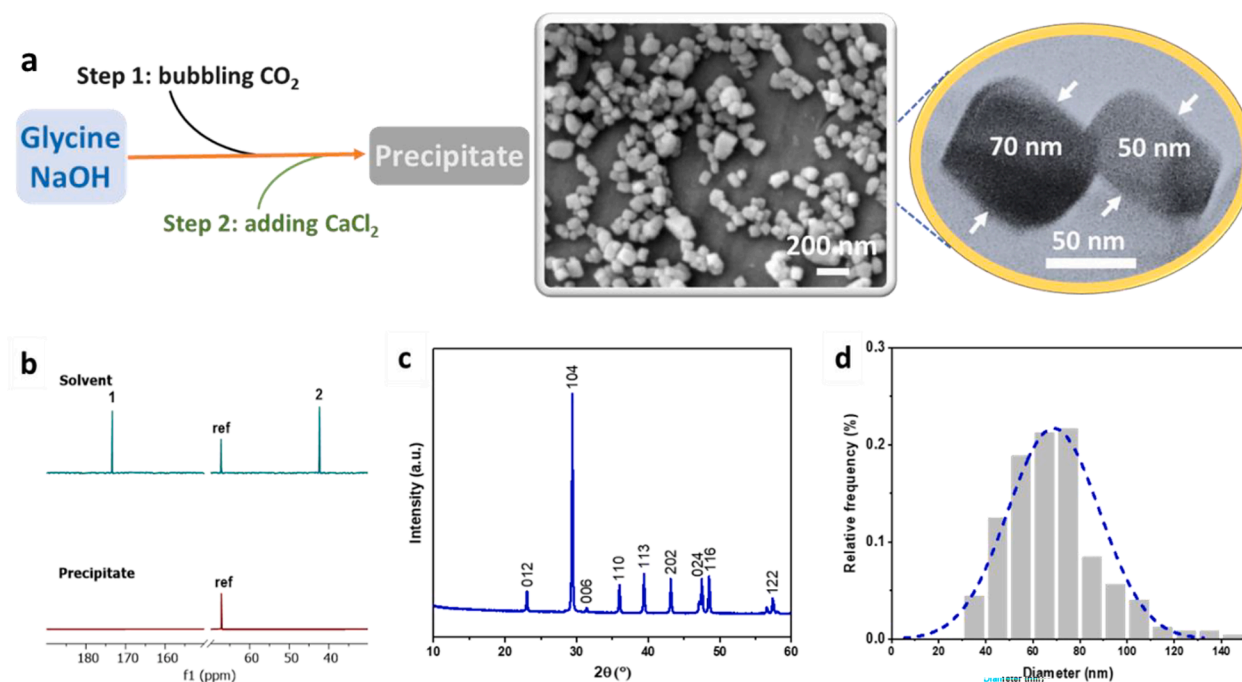 a
Step 1: bubbling CO₂
Glycine
NaOH
Precipitate
Step 2: adding CaCl₂
200 nm
70 nm
50 nm
50 nm
b
Solvent
1
ref
2
Precipitate
ref
180
170
160
60
40
f1 (ppm)
c
Intensity (a.u.)
012
104
006
110
113
202
024
116
122
10
20
30
40
50
60
2θ (°)
d
Relative frequency (%)
0.3
0.2
0.1
0.0
0
20
40
60
80
100
120
140
Diameter (nm)